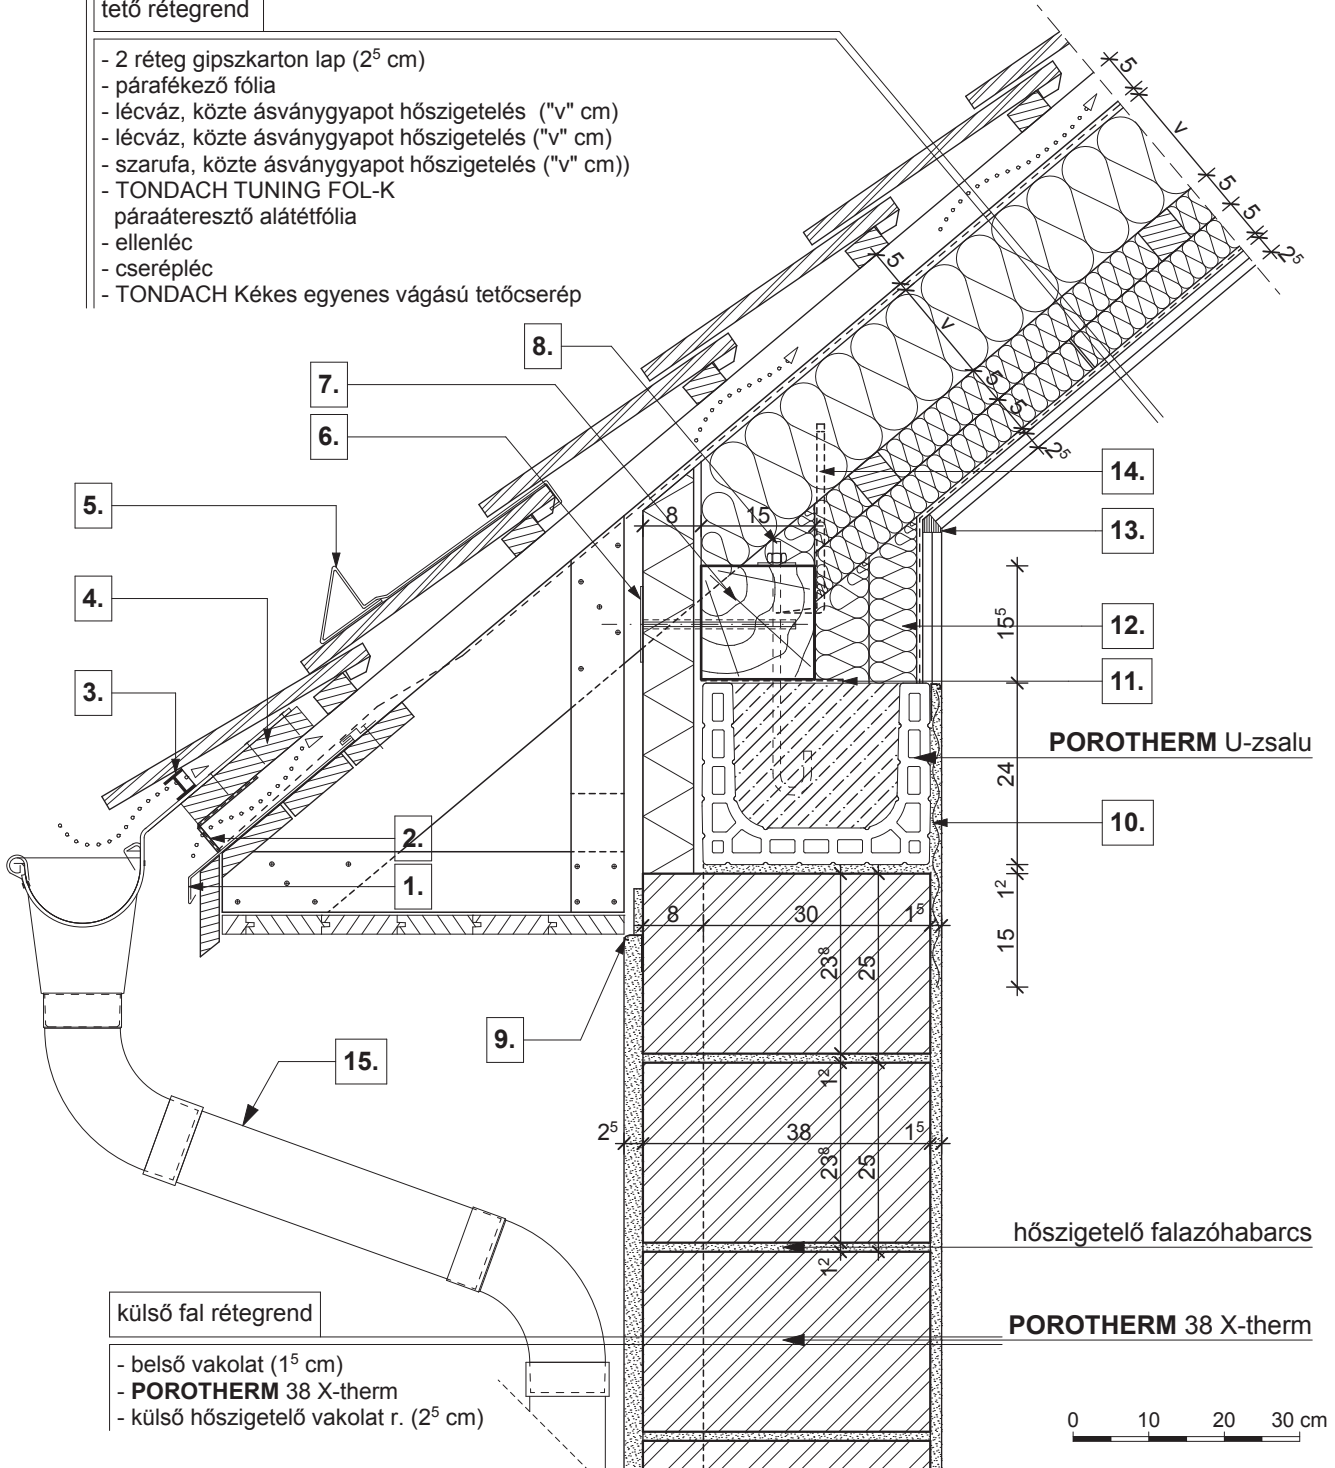 tető rétegrend
- 2 réteg gipszkarton lap (2⁵ cm)
- párafékező fólia
- lécváz, közte ásványgyapot hőszigetelés ("v" cm)
- lécváz, közte ásványgyapot hőszigetelés ("v" cm)
- szarufa, közte ásványgyapot hőszigetelés ("v" cm))
- TONDACH TUNING FOL-K
páraáteresztő alátétfólia
- ellenléc
- cserépléc
- TONDACH Kékes egyenes vágású tetőcserép
5
v
5
5
2⁵
5
v
5
5
2⁵
8.
7.
6.
5.
4.
3.
2.
1.
14.
13.
12.
11.
8
15
15⁵
POROTHERM U-zsalu
24
10.
1²
15
8
30
1⁵
23⁸
25
9.
15.
1²
2⁵
38
1⁵
23⁸
25
hőszigetelő falazóhabarcs
1²
POROTHERM 38 X-therm
külső fal rétegrend
- belső vakolat (1⁵ cm)
- POROTHERM 38 X-therm
- külső hőszigetelő vakolat r. (2⁵ cm)
0 10 20 30 cm